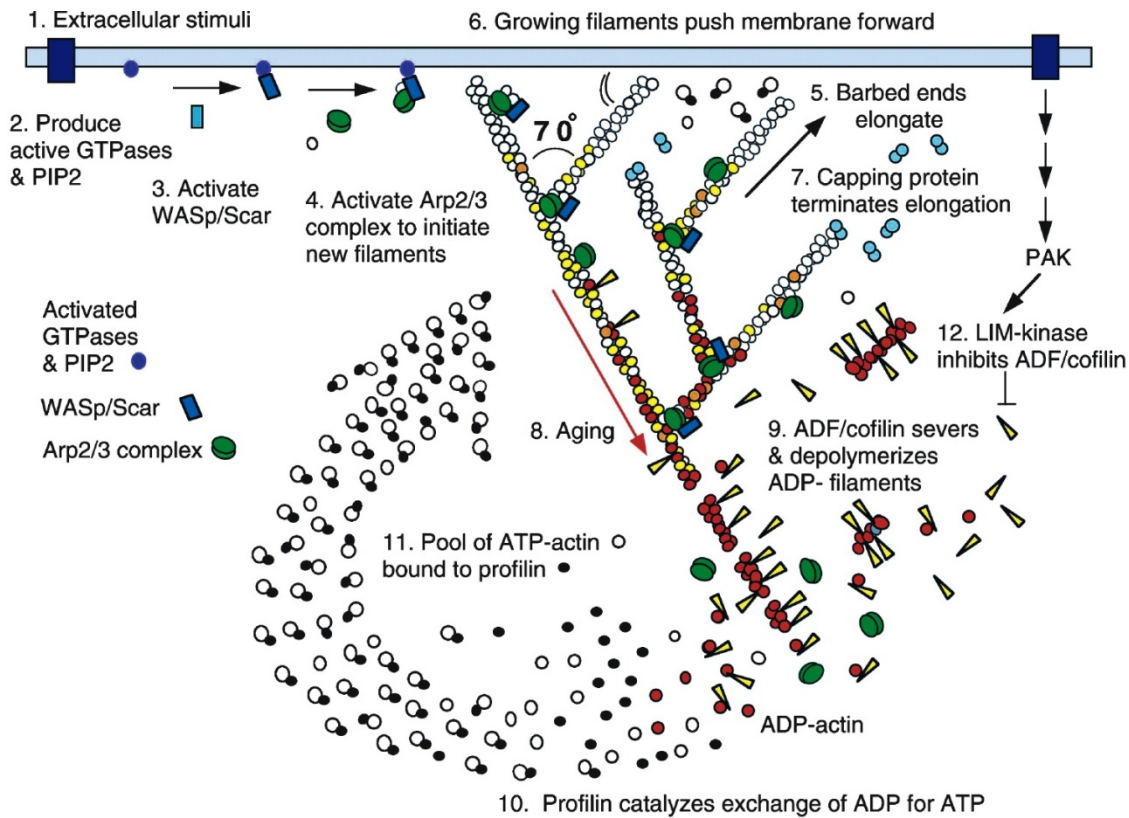 1. Extracellular stimuli
6. Growing filaments push membrane forward
2. Produce
active GTPases
& PIP2
3. Activate
WASp/Scar
4. Activate Arp2/3
complex to initiate
new filaments
70°
5. Barbed ends
elongate
7. Capping protein
terminates elongation
PAK
12. LIM-kinase
inhibits ADF/cofilin
Activated
GTPases
& PIP2
WASp/Scar
Arp2/3 complex
8. Aging
9. ADF/cofilin severs
& depolymerizes
ADP- filaments
11. Pool of ATP-actin
bound to profilin
ADP-actin
10. Profilin catalyzes exchange of ADP for ATP